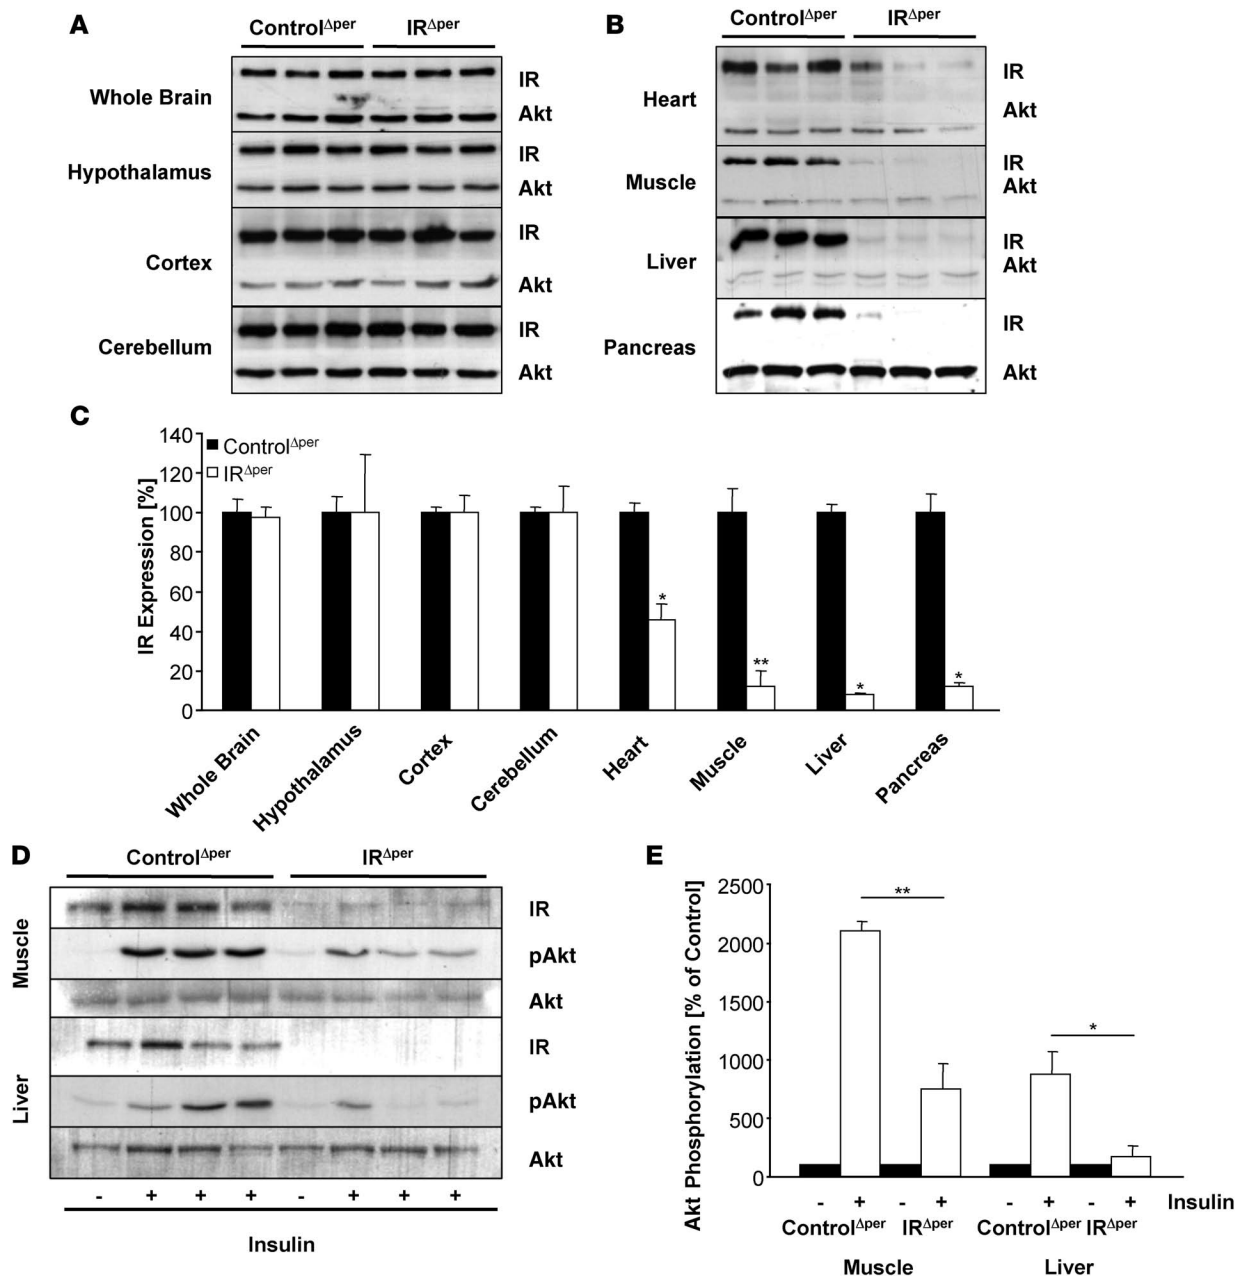 A
Control^Δper IR^Δper
Whole Brain IR
Akt
Hypothalamus IR
Akt
Cortex IR
Akt
Cerebellum IR
Akt
B
Control^Δper IR^Δper
Heart IR
Akt
Muscle IR
Akt
Liver IR
Akt
Pancreas IR
Akt
C
IR Expression [%]
140
120
100
80
60
40
20
0
Control^Δper
IR^Δper
* ** * *
Whole Brain Hypothalamus Cortex Cerebellum Heart Muscle Liver Pancreas
D
Control^Δper IR^Δper
Muscle
IR
pAkt
Akt
Liver
IR
pAkt
Akt
- + + + - + + +
Insulin
E
Akt Phosphorylation [% of Control]
2500
2000
1500
1000
500
0
**
*
- + - + - + - + Insulin
Control^Δper IR^Δper Control^Δper IR^Δper
Muscle Liver